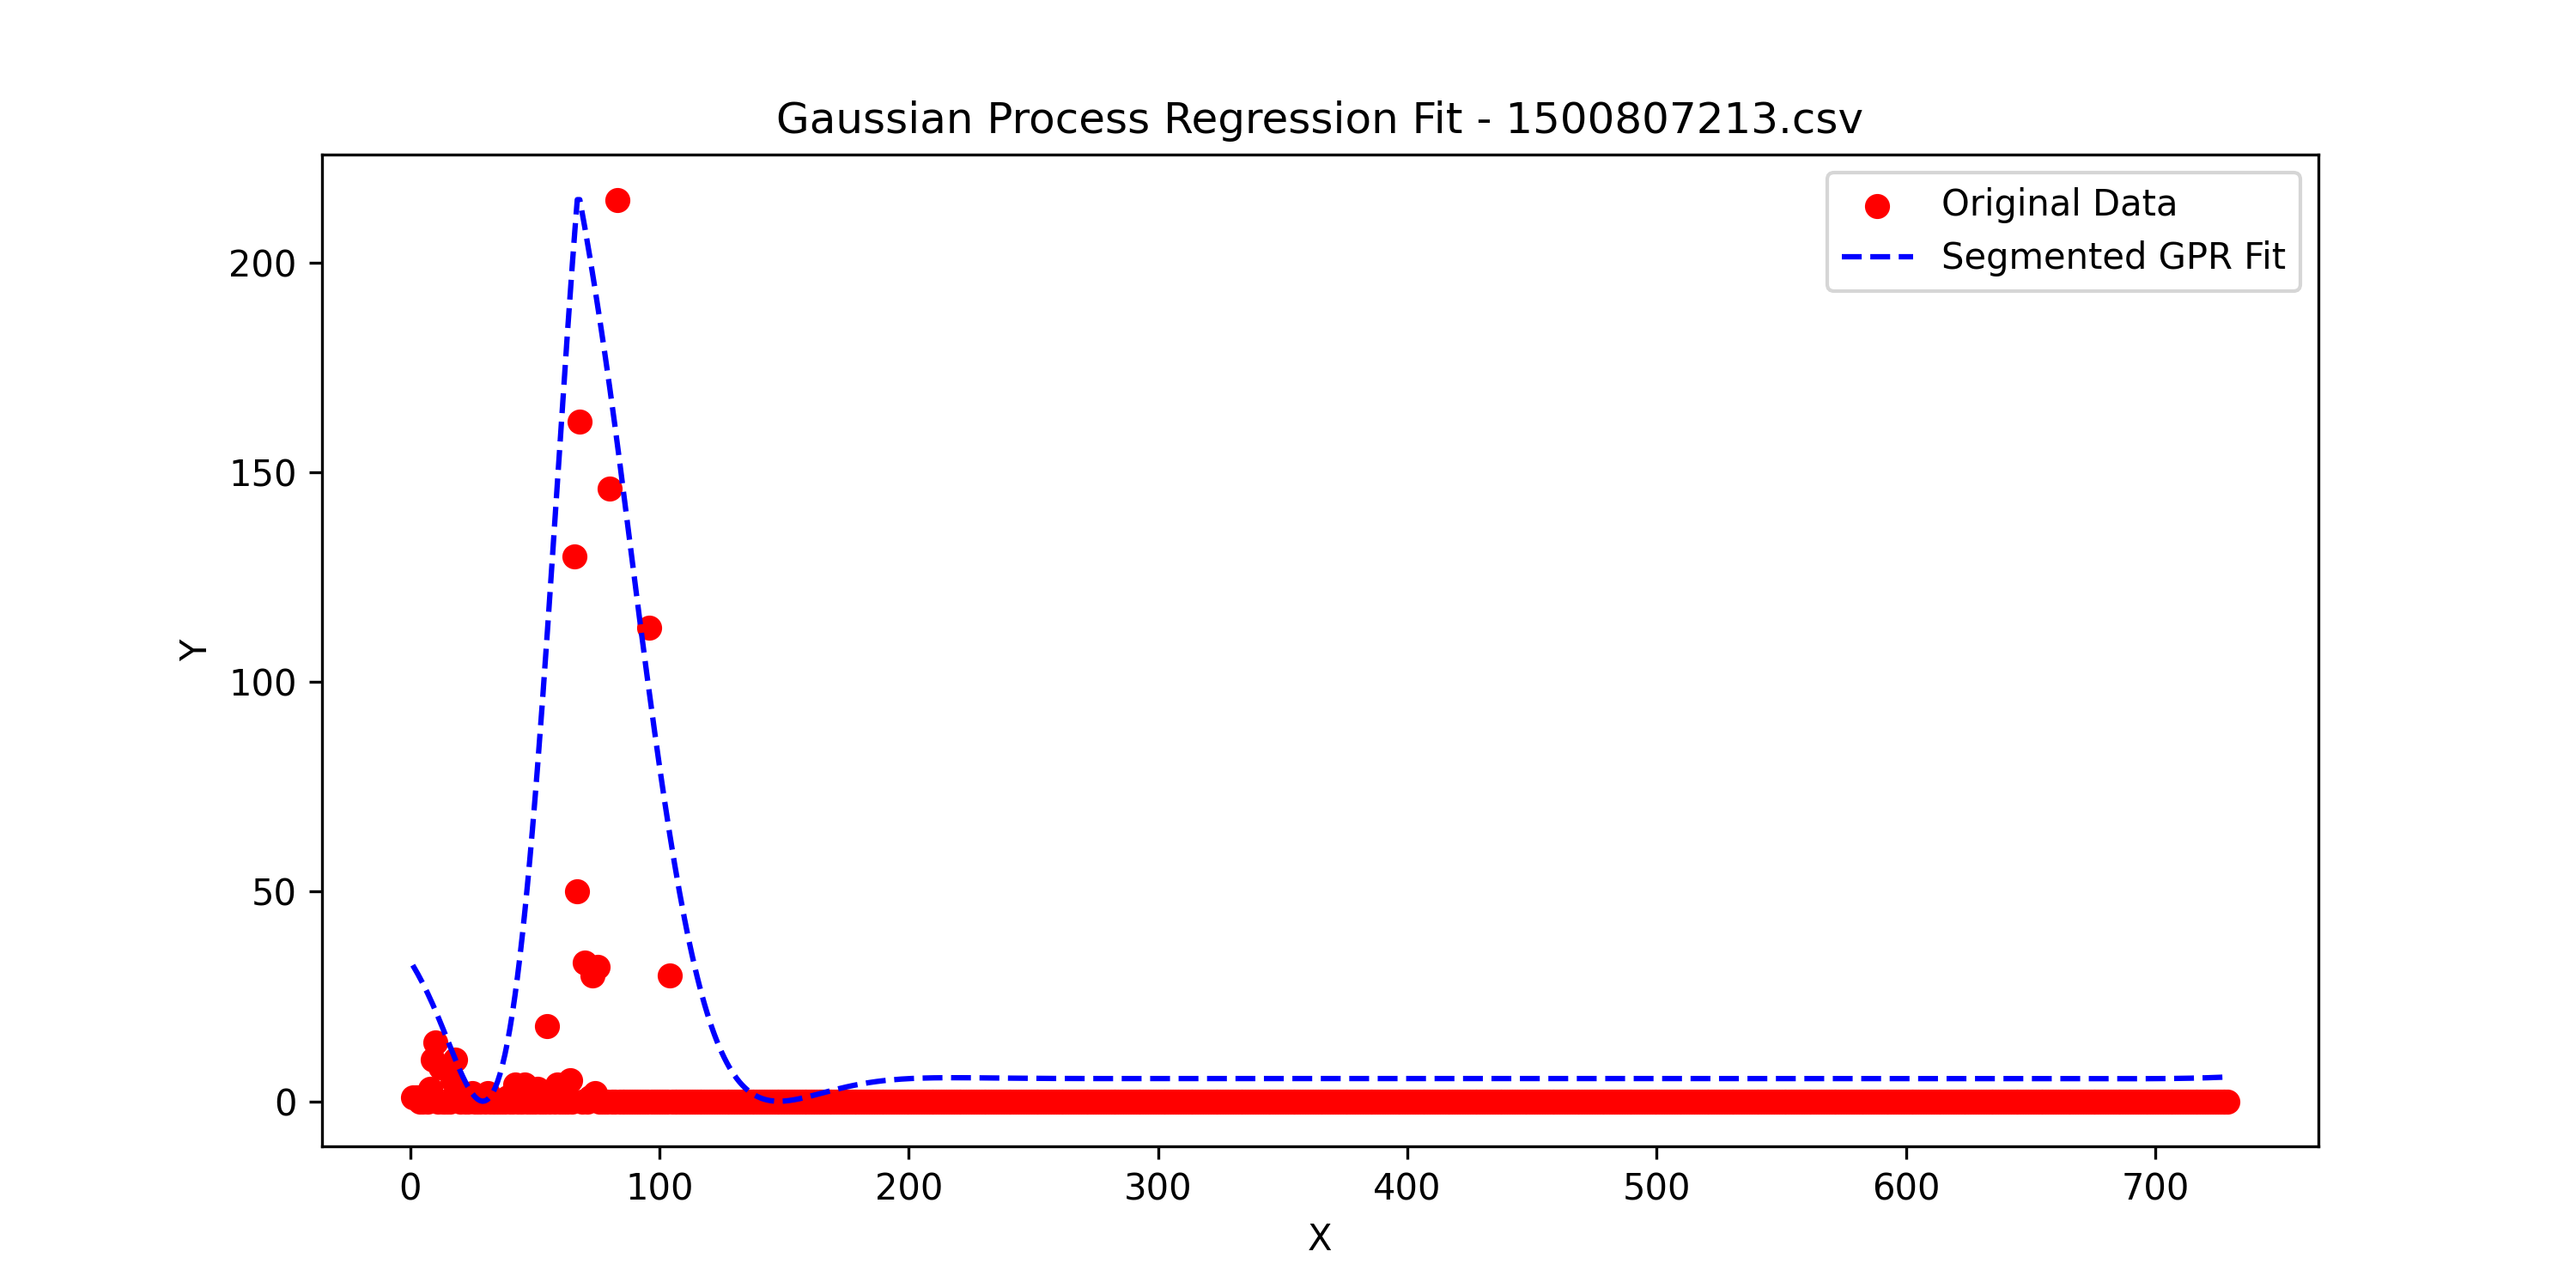 Gaussian Process Regression Fit - 1500807213.csv
Original Data
Segmented GPR Fit
200
150
100
50
0
Y
0 100 200 300 400 500 600 700
X